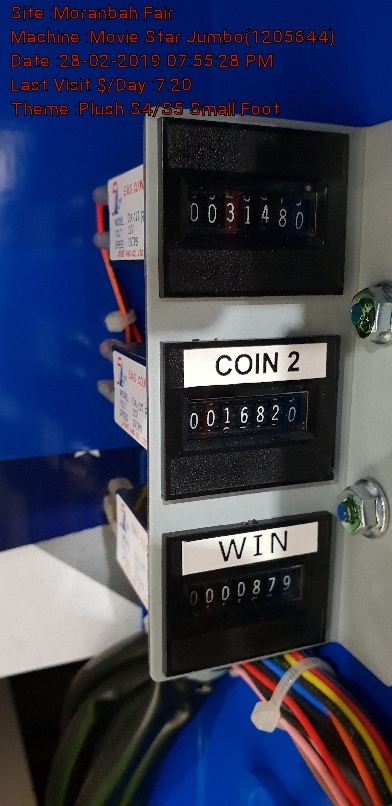 Site :Moranbah Fair
Machine :Movie Star Jumbo(1205644)
Date :28-02-2019 07:55:28 PM
Last Visit $/Day :7.20
Theme :Plush S4/S5 Small Foot
0031480
COIN 2
0016820
WIN
0000879